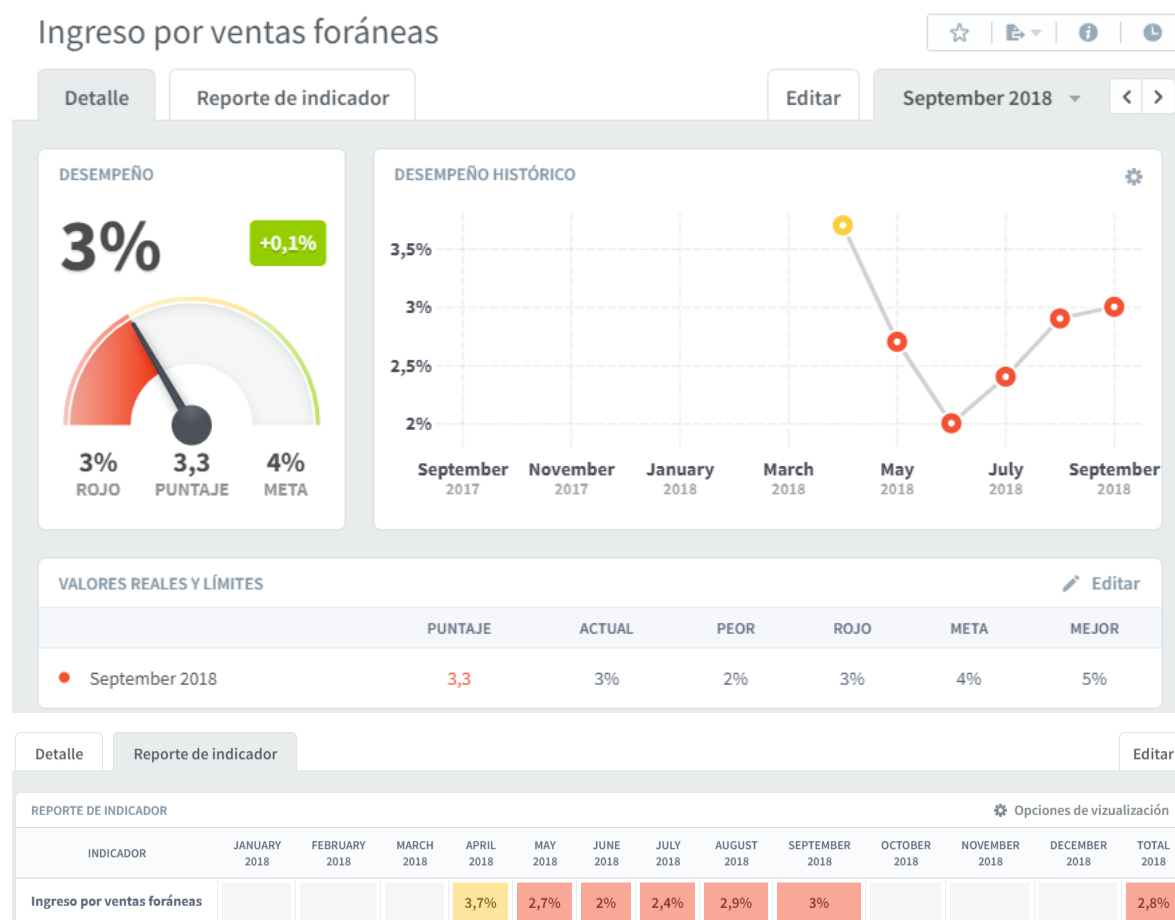 Ingreso por ventas foráneas
Detalle
Reporte de indicador
Editar
September 2018
DESEMPEÑO
3%
+0,1%
3% 3,3 4%
ROJO PUNTAJE META
DESEMPEÑO HISTÓRICO
3,5%
3%
2,5%
2%
September November January March May July September
2017 2017 2018 2018 2018 2018 2018
VALORES REALES Y LÍMITES
Editar
PUNTAJE ACTUAL PEOR ROJO META MEJOR
September 2018 3,3 3% 2% 3% 4% 5%
Detalle
Reporte de indicador
Editar
REPORTE DE INDICADOR
Opciones de vizualización
INDICADOR
JANUARY FEBRUARY MARCH APRIL MAY JUNE JULY AUGUST SEPTEMBER OCTOBER NOVEMBER DECEMBER TOTAL
2018 2018 2018 2018 2018 2018 2018 2018 2018 2018 2018 2018 2018
Ingreso por ventas foráneas 3,7% 2,7% 2% 2,4% 2,9% 3% 2,8%